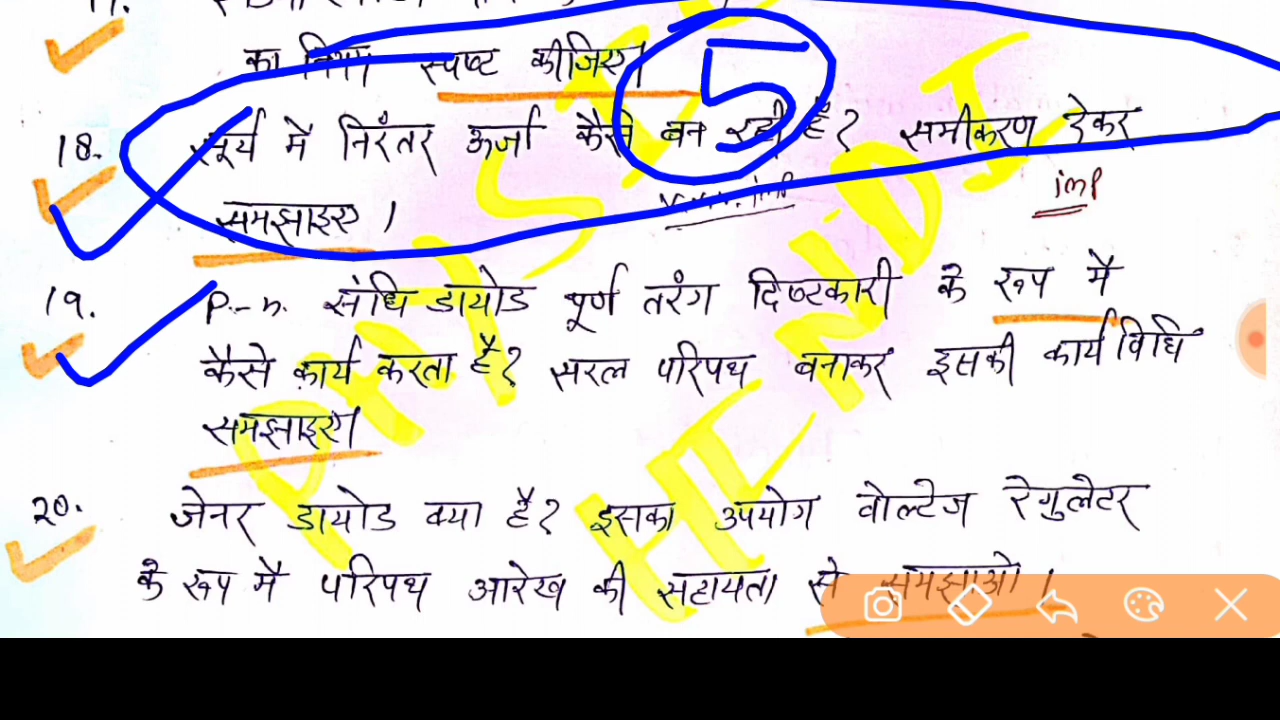 का नियम स्पष्ट कीजिए।
5
18. सूर्य में निरंतर ऊर्जा कैसे बन रही है? समीकरण देकर
imp
समझाइए।
19. P-n. संधि डायोड पूर्ण तरंग दिष्टकारी के रूप में
कैसे कार्य करता है? सरल परिपथ बनाकर इसकी कार्यविधि
समझाइए।
20. जेनर डायोड क्या है? इसका उपयोग वोल्टेज रेगुलेटर
के रूप में परिपथ आरेख की सहायता से समझाओ।
PHYSICS
HINDI